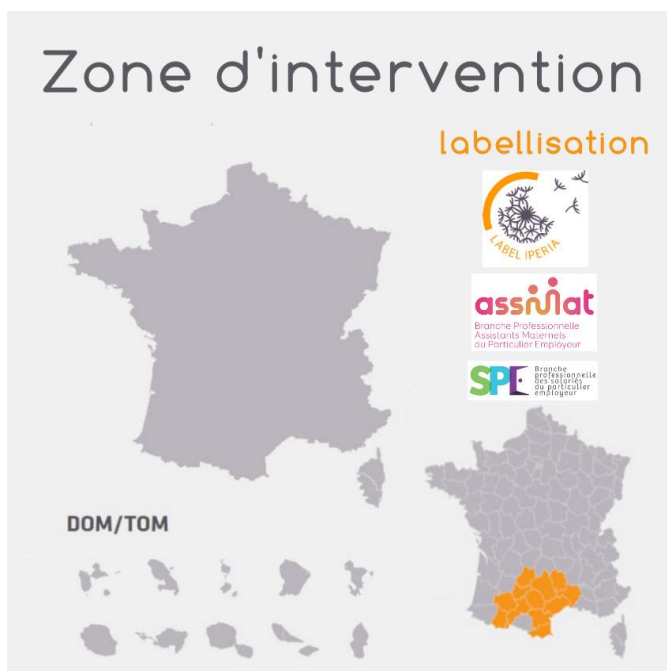 Zone d'intervention
labellisation
LABEL IPERIA
assmat
Branche Professionnelle
Assistants Maternels
du Particulier Employeur
SPE
Branche
professionnelle
des salariés
du particulier
employeur
DOM/TOM